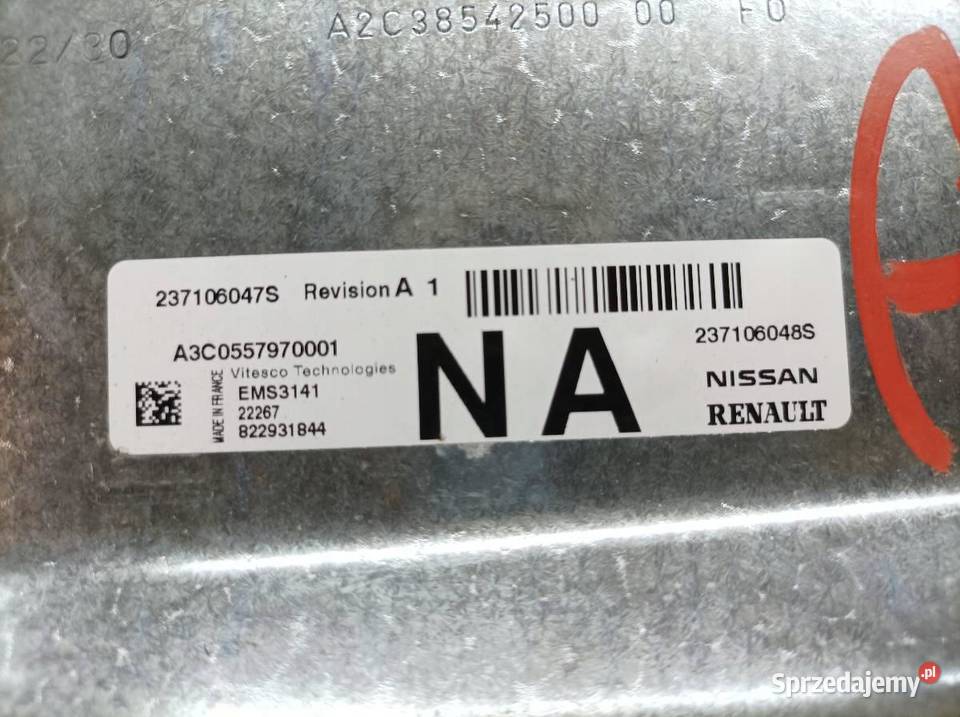 A2C38542500 00 F0
22/30
237106047S Revision A 1
A3C0557970001
237106048S
Vitesco Technologies
MADE IN FRANCE
EMS3141
22267
822931844
NA
NISSAN
RENAULT
A
Sprzedajemy.pl